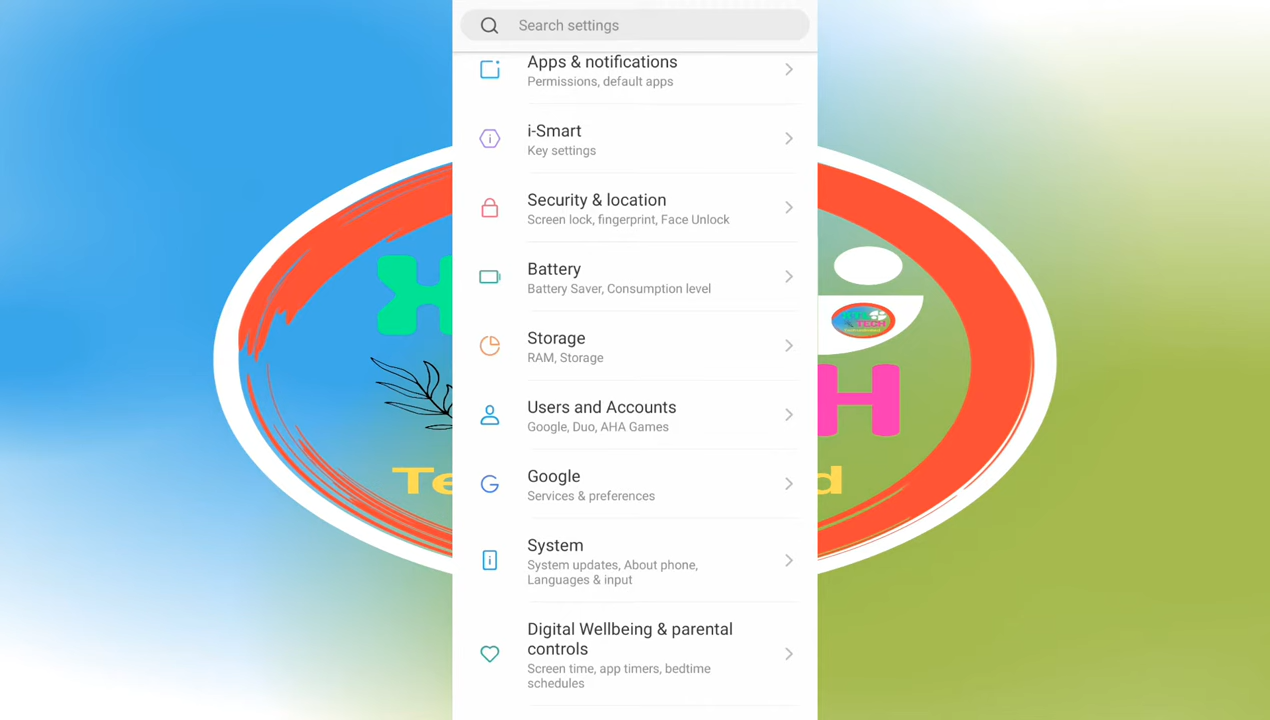 Search settings
Apps & notifications
Permissions, default apps
i-Smart
Key settings
Security & location
Screen lock, fingerprint, Face Unlock
Battery
Battery Saver, Consumption level
Storage
RAM, Storage
Users and Accounts
Google, Duo, AHA Games
Google
Services & preferences
System
System updates, About phone,
Languages & input
Digital Wellbeing & parental
controls
Screen time, app timers, bedtime
schedules
H
TECH